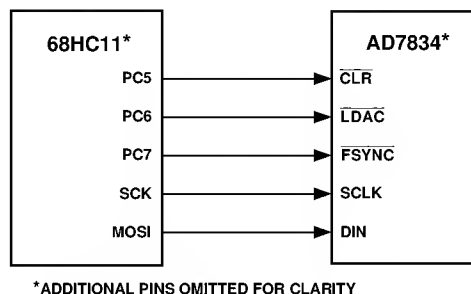 68HC11* AD7834*
PC5 CLR
PC6 LDAC
PC7 FSYNC
SCK SCLK
MOSI DIN
*ADDITIONAL PINS OMITTED FOR CLARITY